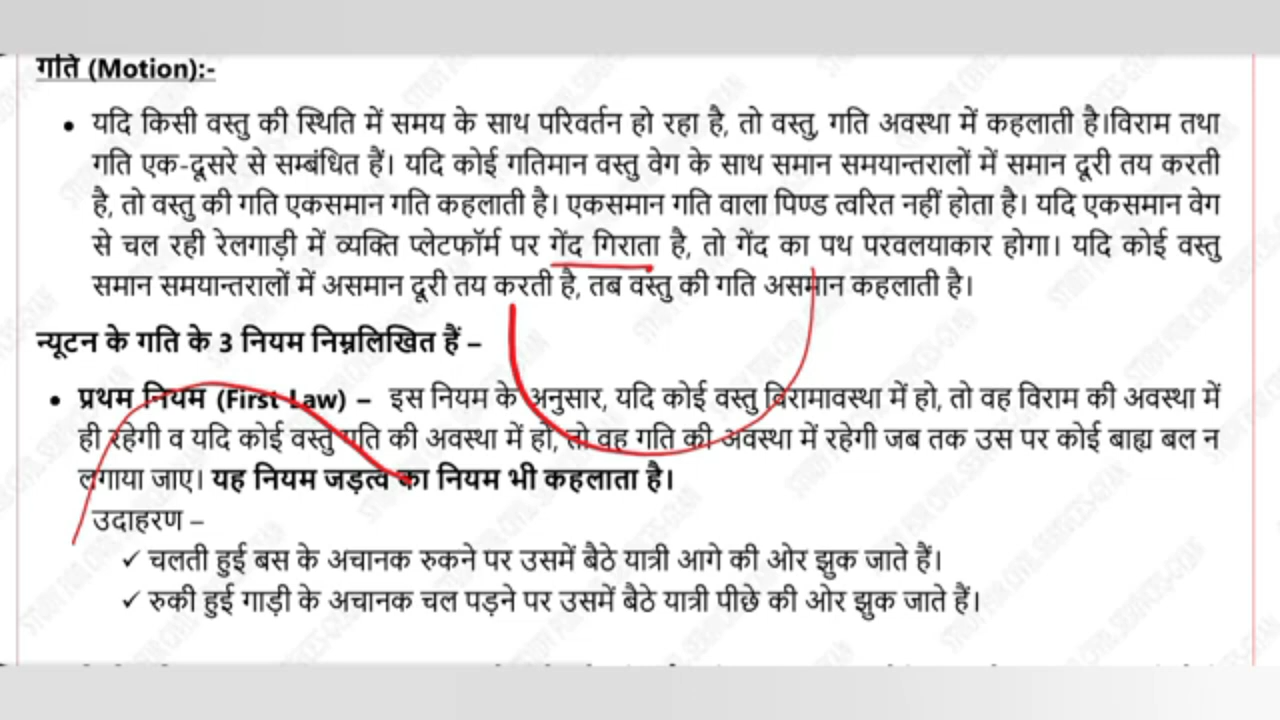 गति (Motion):-
• यदि किसी वस्तु की स्थिति में समय के साथ परिवर्तन हो रहा है, तो वस्तु, गति अवस्था में कहलाती है।विराम तथा
गति एक-दूसरे से सम्बंधित हैं। यदि कोई गतिमान वस्तु वेग के साथ समान समयान्तरालों में समान दूरी तय करती
है, तो वस्तु की गति एकसमान गति कहलाती है। एकसमान गति वाला पिण्ड त्वरित नहीं होता है। यदि एकसमान वेग
से चल रही रेलगाड़ी में व्यक्ति प्लेटफॉर्म पर गेंद गिराता है, तो गेंद का पथ परवलयाकार होगा। यदि कोई वस्तु
समान समयान्तरालों में असमान दूरी तय करती है, तब वस्तु की गति असमान कहलाती है।
न्यूटन के गति के 3 नियम निम्नलिखित हैं –
• प्रथम नियम (First Law) – इस नियम के अनुसार, यदि कोई वस्तु विरामावस्था में हो, तो वह विराम की अवस्था में
ही रहेगी व यदि कोई वस्तु गति की अवस्था में हो, तो वह गति की अवस्था में रहेगी जब तक उस पर कोई बाह्य बल न
लगाया जाए। यह नियम जड़त्व का नियम भी कहलाता है।
उदाहरण –
✓ चलती हुई बस के अचानक रुकने पर उसमें बैठे यात्री आगे की ओर झुक जाते हैं।
✓ रुकी हुई गाड़ी के अचानक चल पड़ने पर उसमें बैठे यात्री पीछे की ओर झुक जाते हैं।